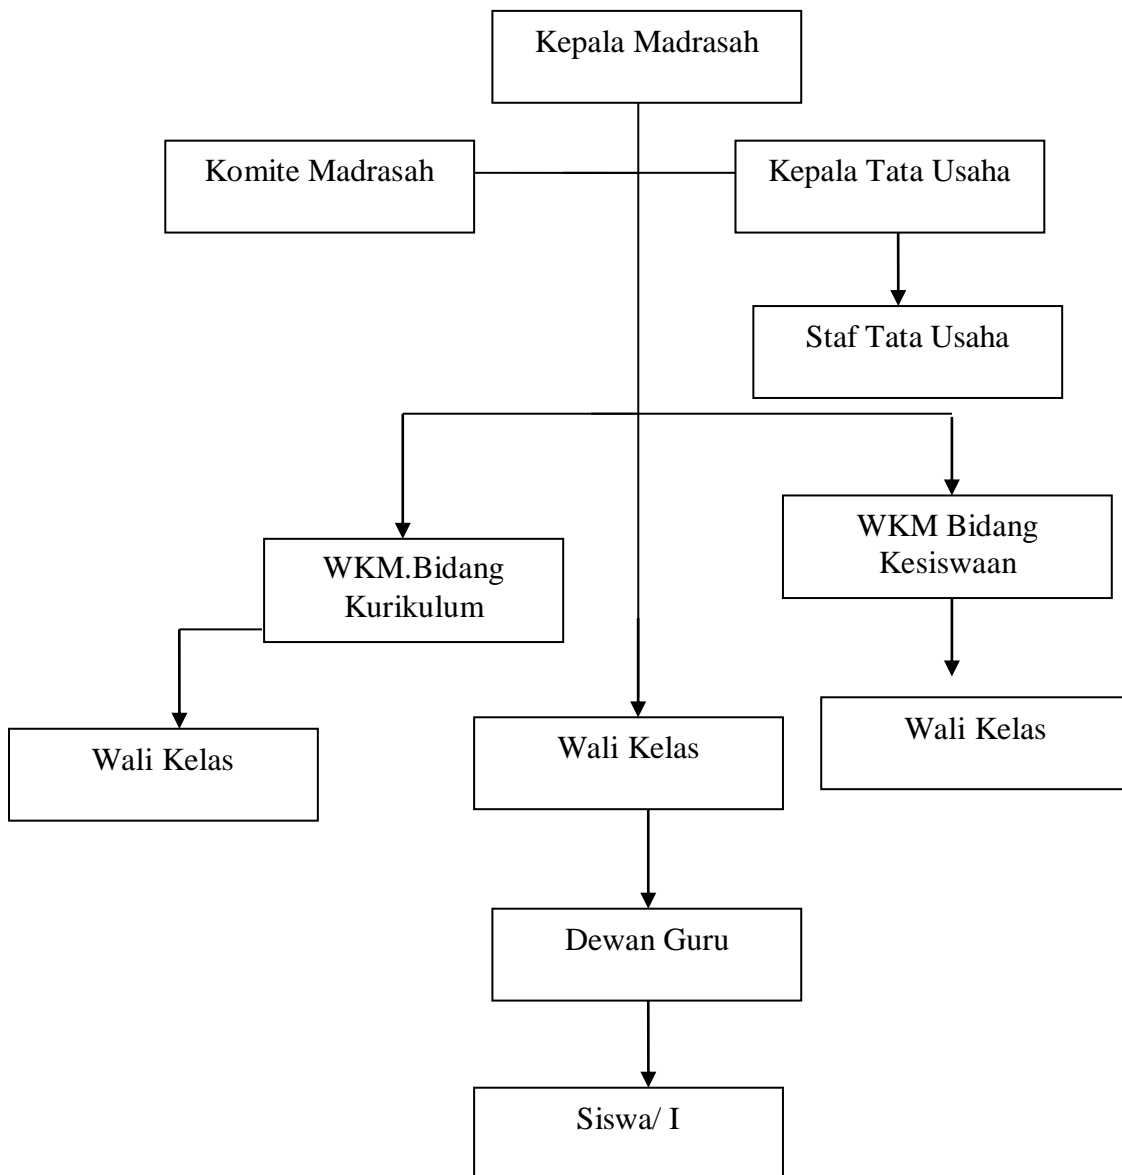 Kepala Madrasah
Komite Madrasah
Kepala Tata Usaha
Staf Tata Usaha
WKM.Bidang
Kurikulum
WKM Bidang
Kesiswaan
Wali Kelas
Wali Kelas
Wali Kelas
Dewan Guru
Siswa/ I